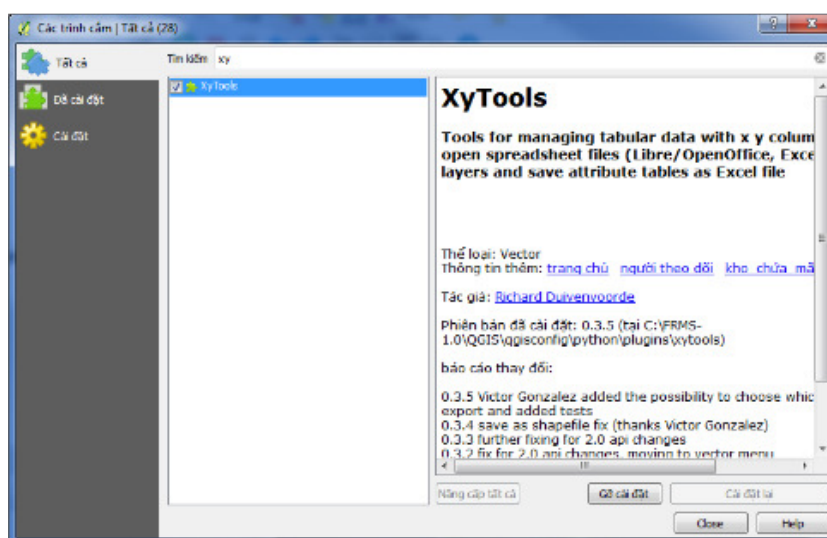 Các trình cắm | Tất cả (28)
Tất cả
Đã cài đặt
Cài đặt
Tìm kiếm xy
XyTools
XyTools
Tools for managing tabular data with x y colum
open spreadsheet files (Libre/OpenOffice, Exce
layers and save attribute tables as Excel file
Thể loại: Vector
Thông tin thêm: trang chủ người theo dõi kho chứa mã
Tác giả: Richard Duivenvoorde
Phiên bản đã cài đặt: 0.3.5 (tại C:\FRMS-
1.0\QGIS\qgisconfig\python\plugins\xytools)
báo cáo thay đổi:
0.3.5 Victor Gonzalez added the possibility to choose whic
export and added tests
0.3.4 save as shapefile fix (thanks Victor Gonzalez)
0.3.3 further fixing for 2.0 api changes
0.3.2 fix for 2.0 api changes, moving to vector menu
Nâng cấp tất cả
Gỡ cài đặt
Cài đặt lại
Close
Help